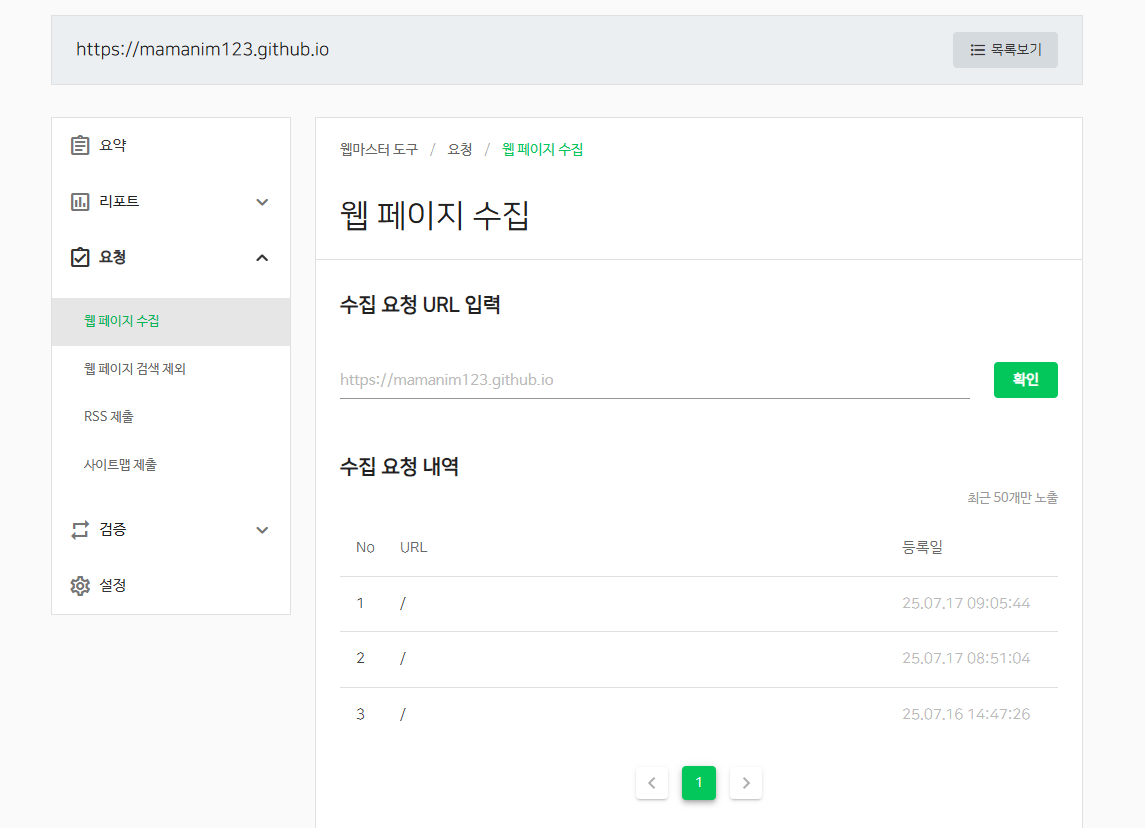 https://mamanim123.github.io
목록보기
요약
리포트
요청
웹 페이지 수집
웹 페이지 검색 제외
RSS 제출
사이트맵 제출
검증
설정
웹마스터 도구 / 요청 / 웹 페이지 수집
웹 페이지 수집
수집 요청 URL 입력
https://mamanim123.github.io
확인
수집 요청 내역
최근 50개만 노출
No URL 등록일
1 / 25.07.17 09:05:44
2 / 25.07.17 08:51:04
3 / 25.07.16 14:47:26
1